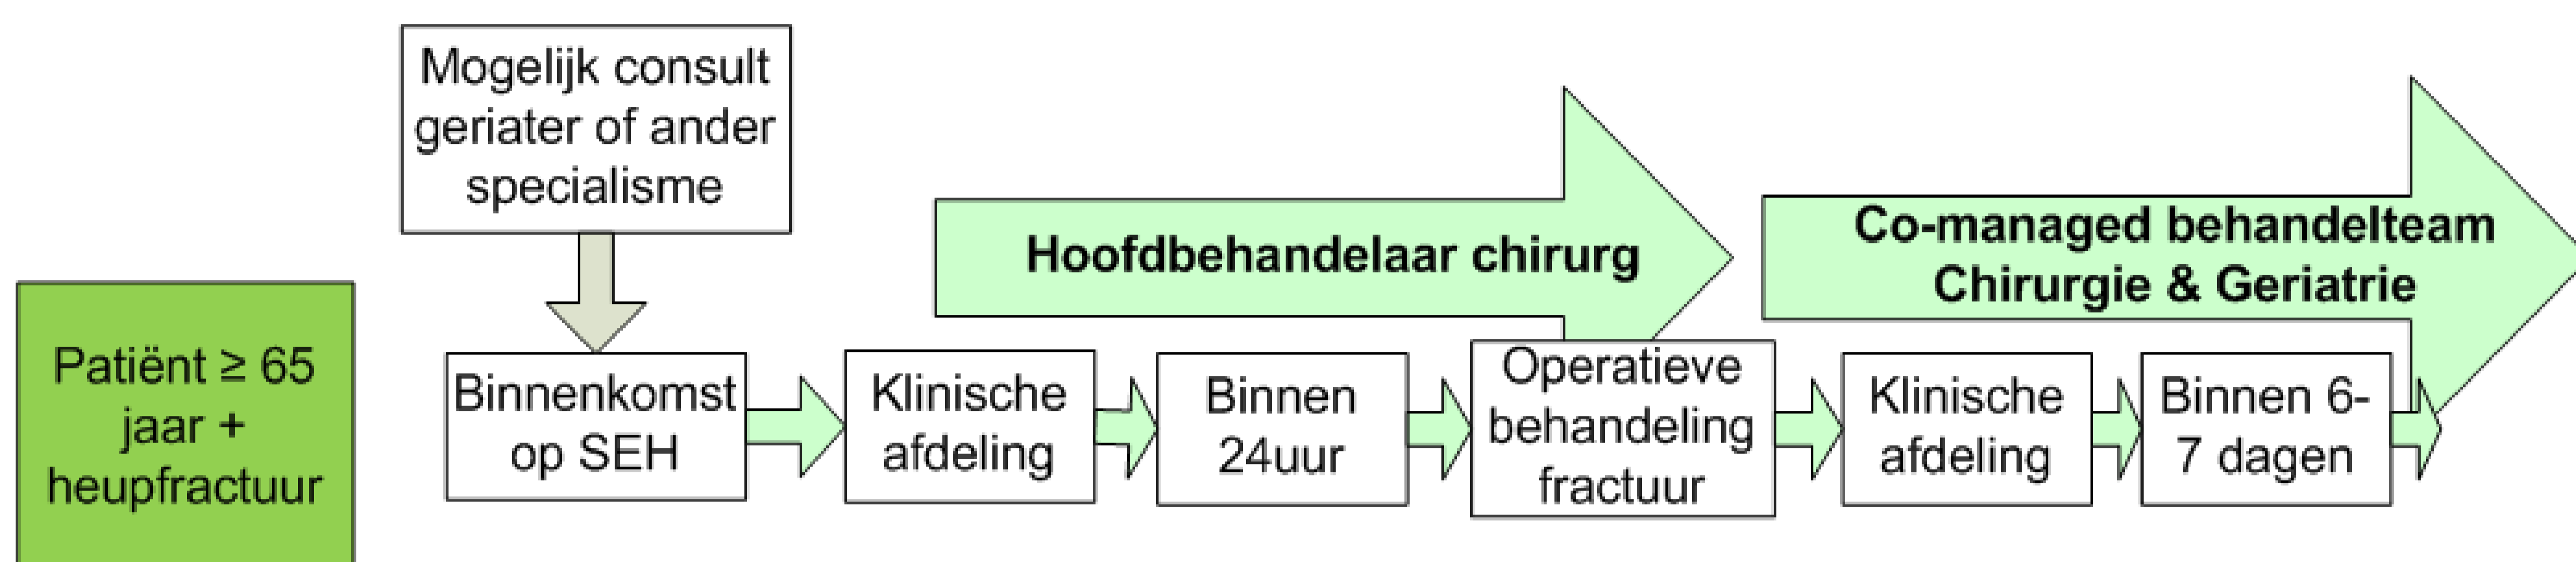 Mogelijk consult
geriater of ander
specialisme
Hoofdbehandelaar chirurg
Co-managed behandelteam
Chirurgie & Geriatrie
Patiënt ≥ 65
jaar +
heupfractuur
Binnenkomst
op SEH
Klinische
afdeling
Binnen
24uur
Operatieve
behandeling
fractuur
Klinische
afdeling
Binnen 6-
7 dagen